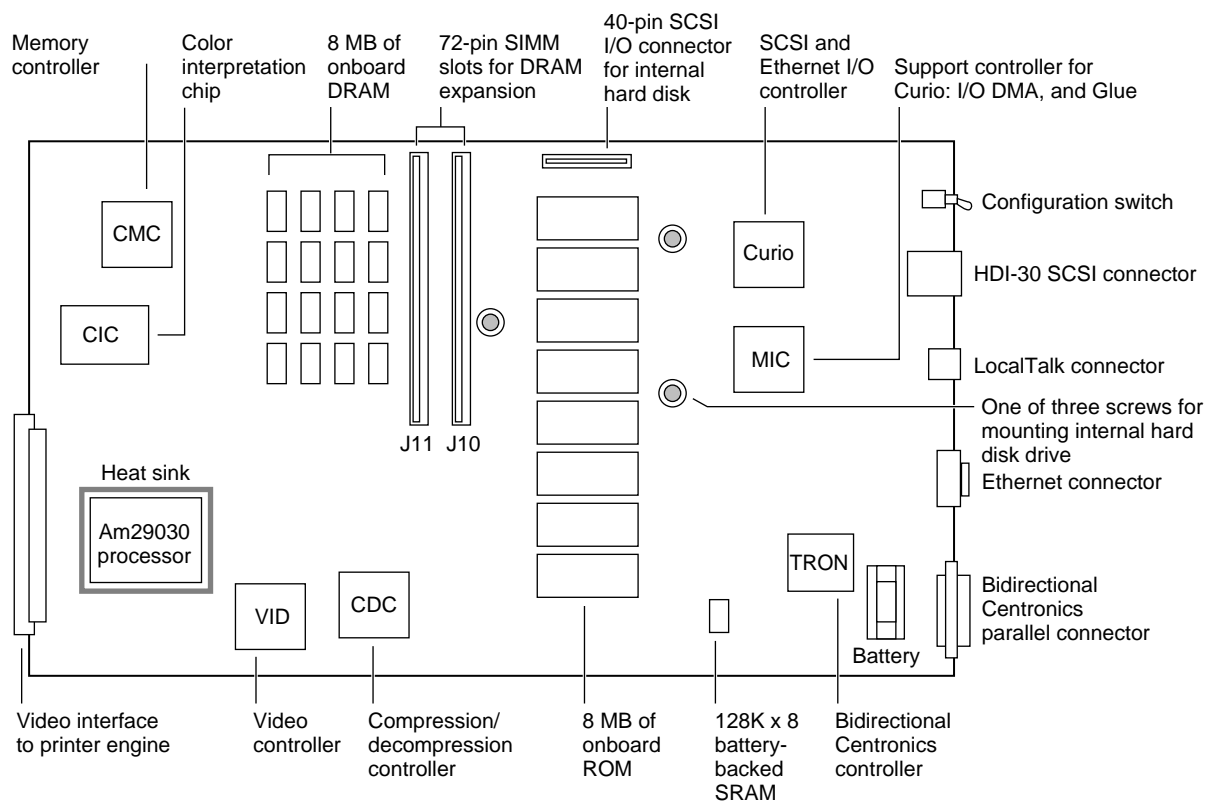 Memory
controller
Color
interpretation
chip
8 MB of
onboard
DRAM
72-pin SIMM
slots for DRAM
expansion
40-pin SCSI
I/O connector
for internal
hard disk
SCSI and
Ethernet I/O
controller
Support controller for
Curio: I/O DMA, and Glue
CMC
CIC
Curio
MIC
Configuration switch
HDI-30 SCSI connector
LocalTalk connector
One of three screws for
mounting internal hard
disk drive
Ethernet connector
J11
J10
Heat sink
Am29030
processor
VID
CDC
TRON
Battery
Bidirectional
Centronics
parallel connector
Video interface
to printer engine
Video
controller
Compression/
decompression
controller
8 MB of
onboard
ROM
128K x 8
battery-
backed
SRAM
Bidirectional
Centronics
controller